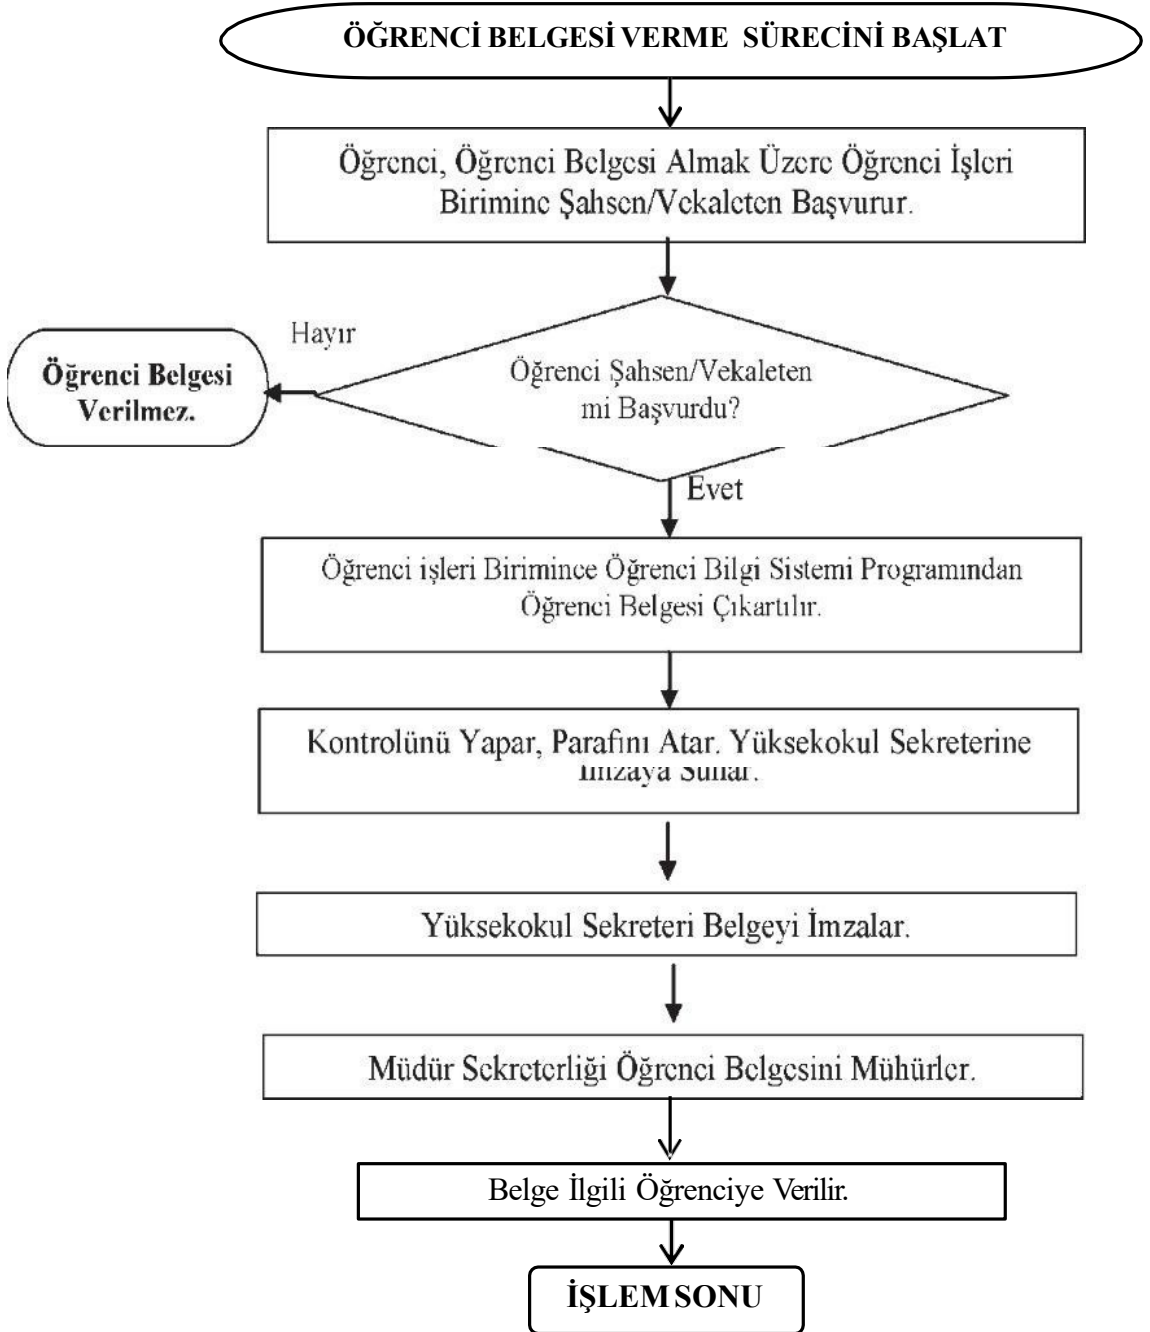 ÖĞRENCİ BELGESİ VERME SÜRECİNİ BAŞLAT
Öğrenci, Öğrenci Belgesi Almak Üzere Öğrenci İşleri
Birimine Şahsen/Vekaleten Başvurur.
Hayır
Öğrenci Belgesi
Verilmez.
Öğrenci Şahsen/Vekaleten
mi Başvurdu?
Evet
Öğrenci işleri Birimince Öğrenci Bilgi Sistemi Programından
Öğrenci Belgesi Çıkartılır.
Kontrolünü Yapar, Parafını Atar. Yüksekokul Sekreterine
İmzaya Sunar.
Yüksekokul Sekreteri Belgeyi İmzalar.
Müdür Sekreterliği Öğrenci Belgesini Mühürler.
Belge İlgili Öğrenciye Verilir.
İŞLEM SONU